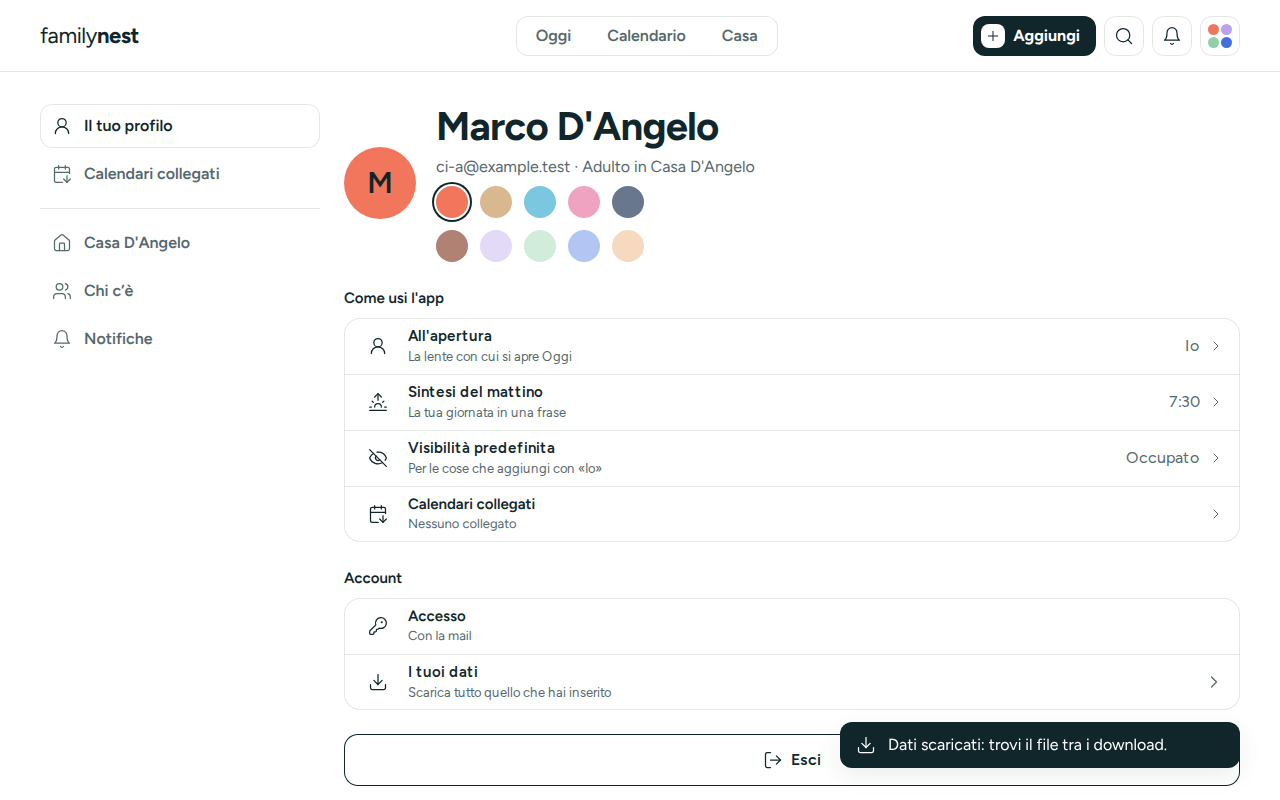 familynest
Oggi
Calendario
Casa
Aggiungi
Il tuo profilo
Calendari collegati
Casa D'Angelo
Chi c’è
Notifiche
M
Marco D'Angelo
ci-a@example.test · Adulto in Casa D'Angelo
Come usi l'app
All'apertura
La lente con cui si apre Oggi
Io
Sintesi del mattino
La tua giornata in una frase
7:30
Visibilità predefinita
Per le cose che aggiungi con «Io»
Occupato
Calendari collegati
Nessuno collegato
Account
Accesso
Con la mail
I tuoi dati
Scarica tutto quello che hai inserito
Esci
Dati scaricati: trovi il file tra i download.